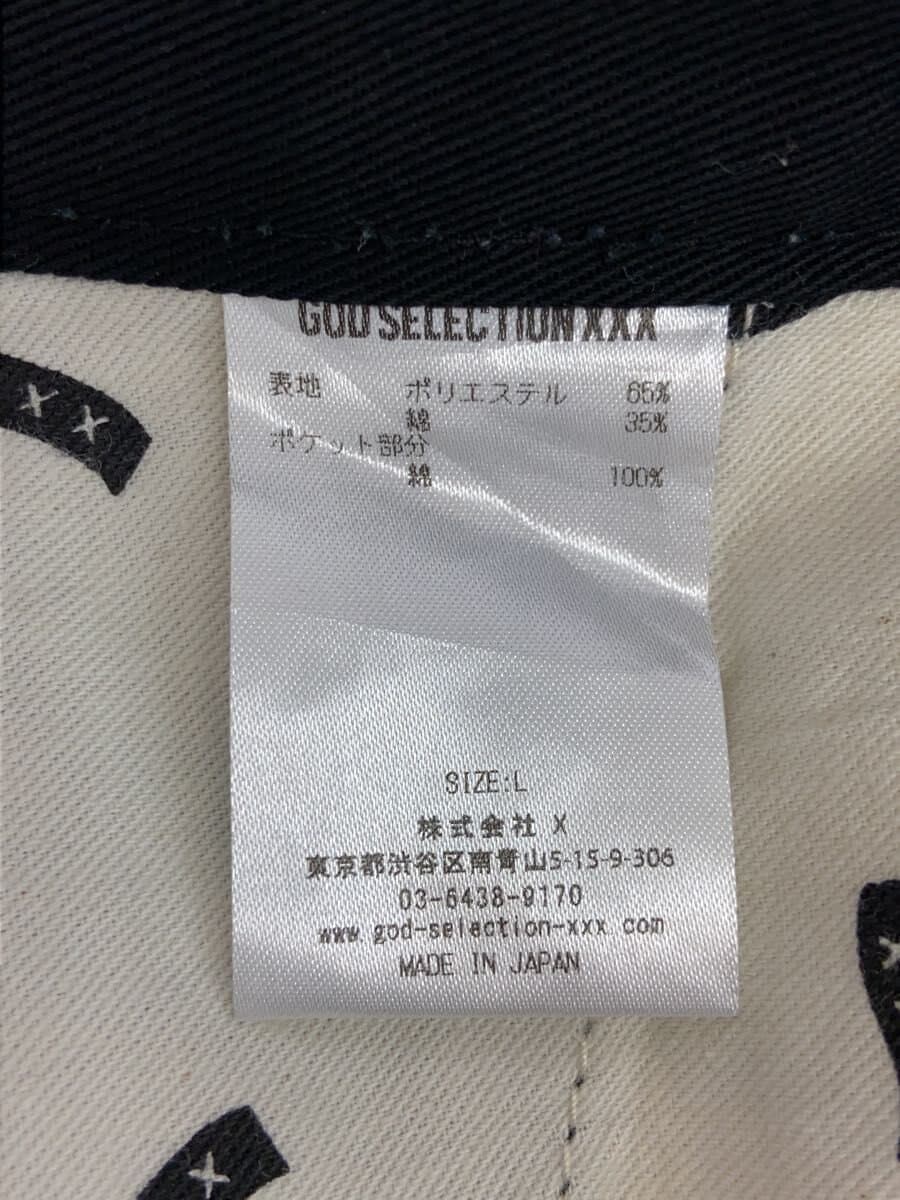 GOD SELECTION XXX
表地 ポリエステル 65%
綿 35%
ポケット部分
綿 100%
SIZE:L
株式会社 X
東京都渋谷区南青山5-15-9-306
03-6438-9170
www.god-selection-xxx com
MADE IN JAPAN